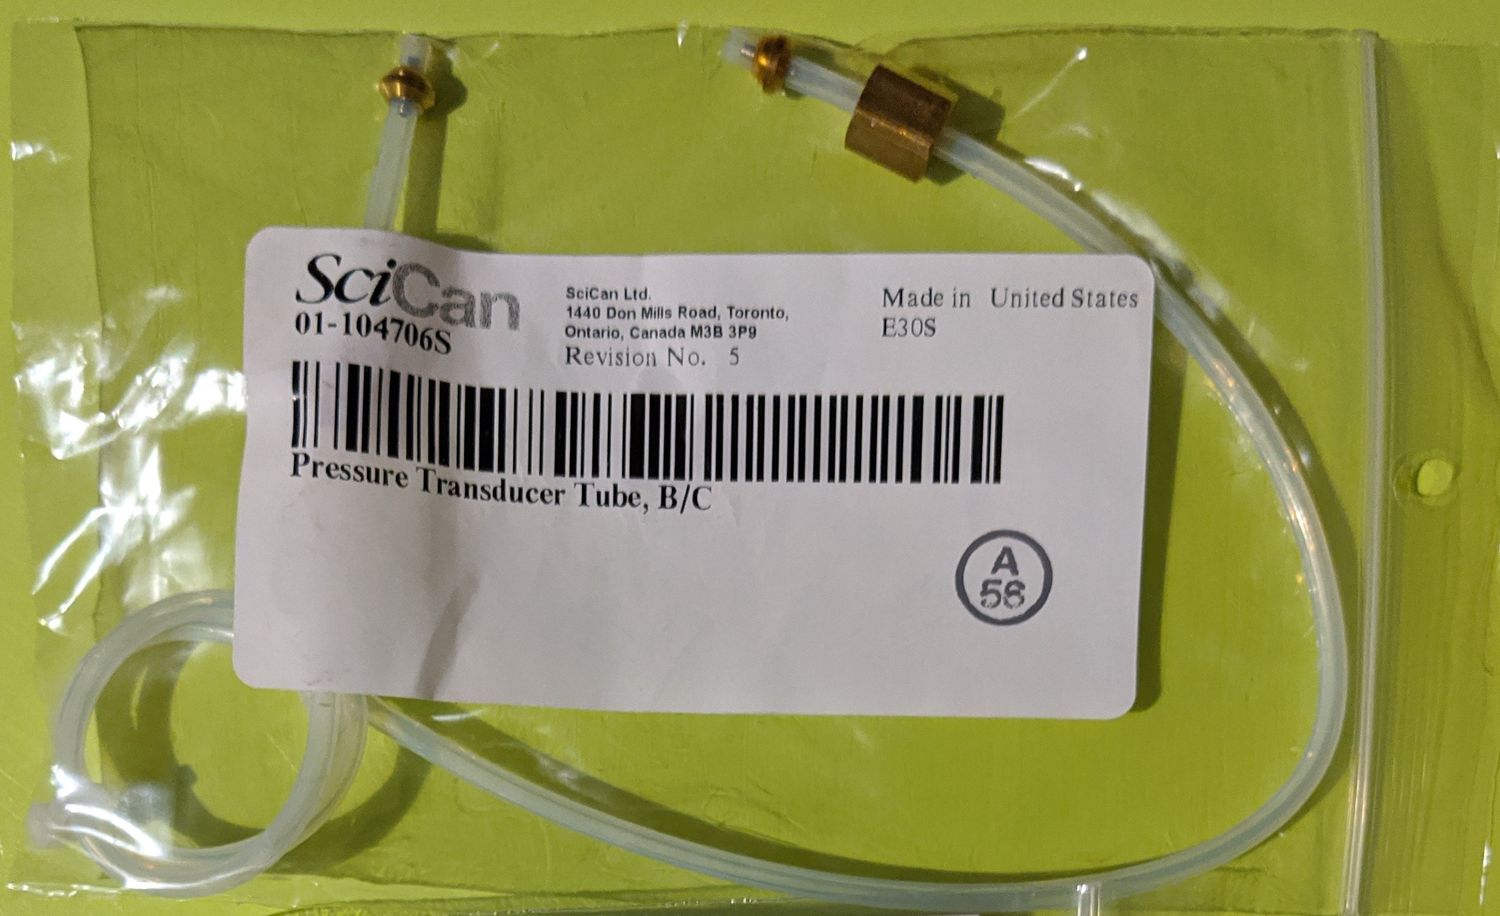 SciCan
01-104706S
SciCan Ltd.
1440 Don Mills Road, Toronto,
Ontario, Canada M3B 3P9
Revision No. 5
Made in United States
E30S
Pressure Transducer Tube, B/C
A
56